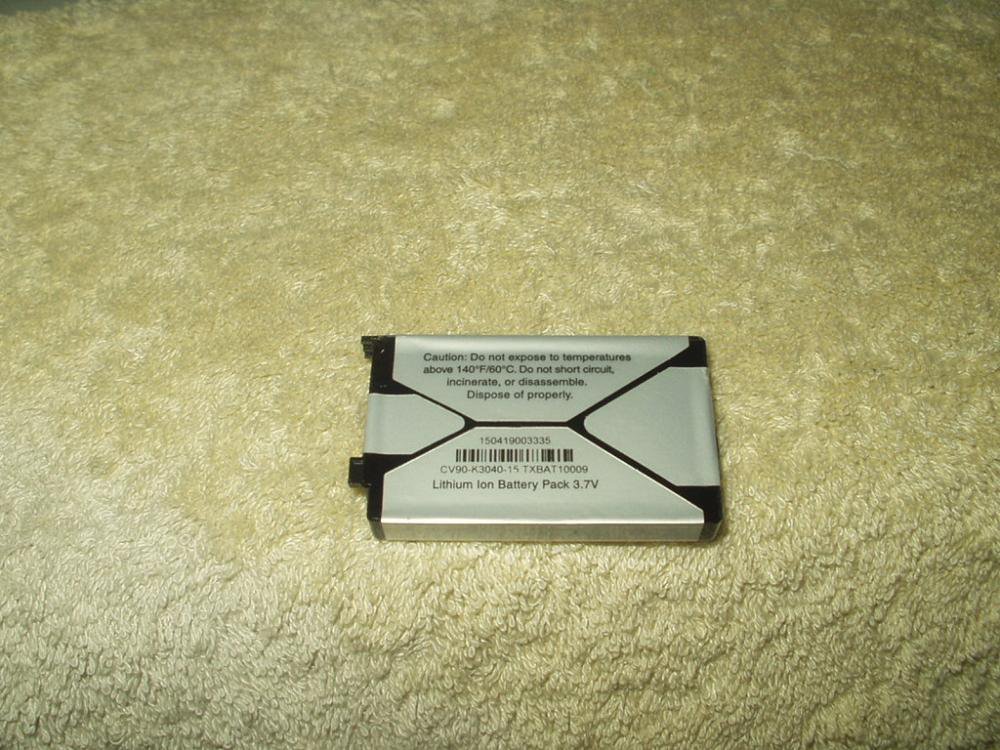 Caution: Do not expose to temperatures
above 140°F/60°C. Do not short circuit,
incinerate, or disassemble.
Dispose of properly.
150419003335
CV90-K3040-15 TXBAT10009
Lithium Ion Battery Pack 3.7V